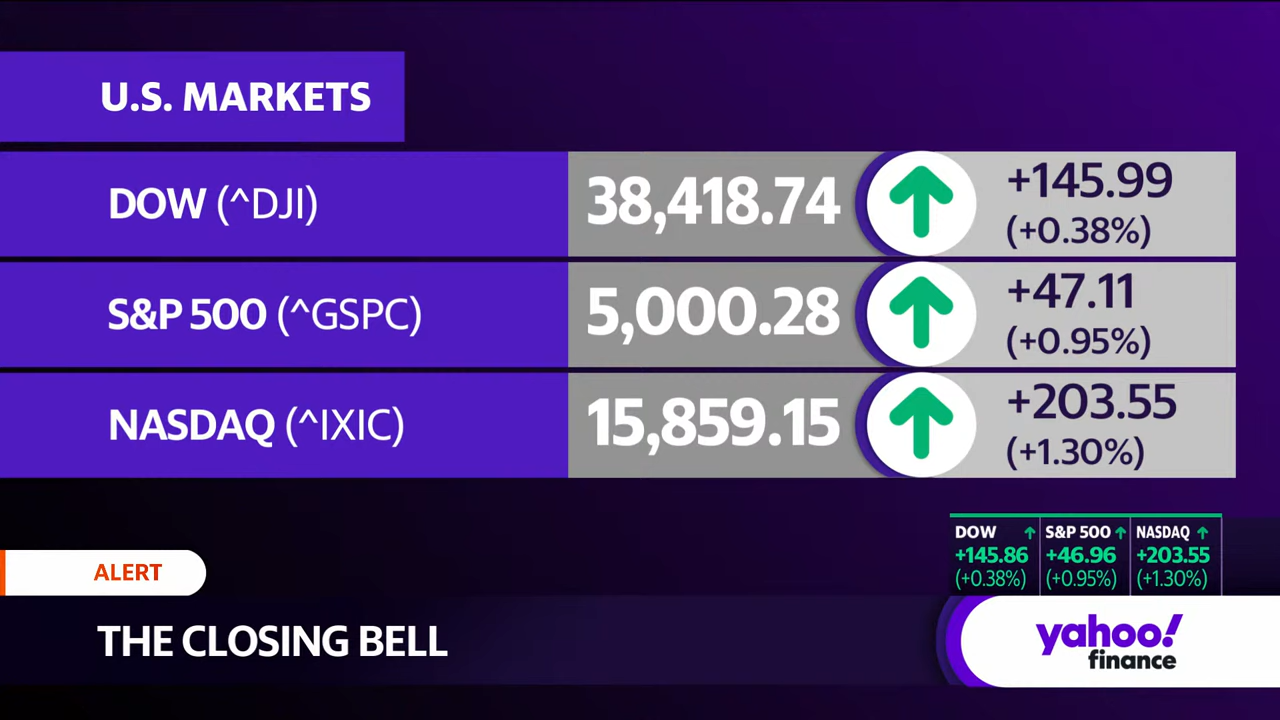 U.S. MARKETS
DOW (^DJI) 38,418.74 +145.99
(+0.38%)
S&P 500 (^GSPC) 5,000.28 +47.11
(+0.95%)
NASDAQ (^IXIC) 15,859.15 +203.55
(+1.30%)
DOW S&P 500 NASDAQ
+145.86 +46.96 +203.55
(+0.38%) (+0.95%) (+1.30%)
ALERT
THE CLOSING BELL
yahoo!
finance